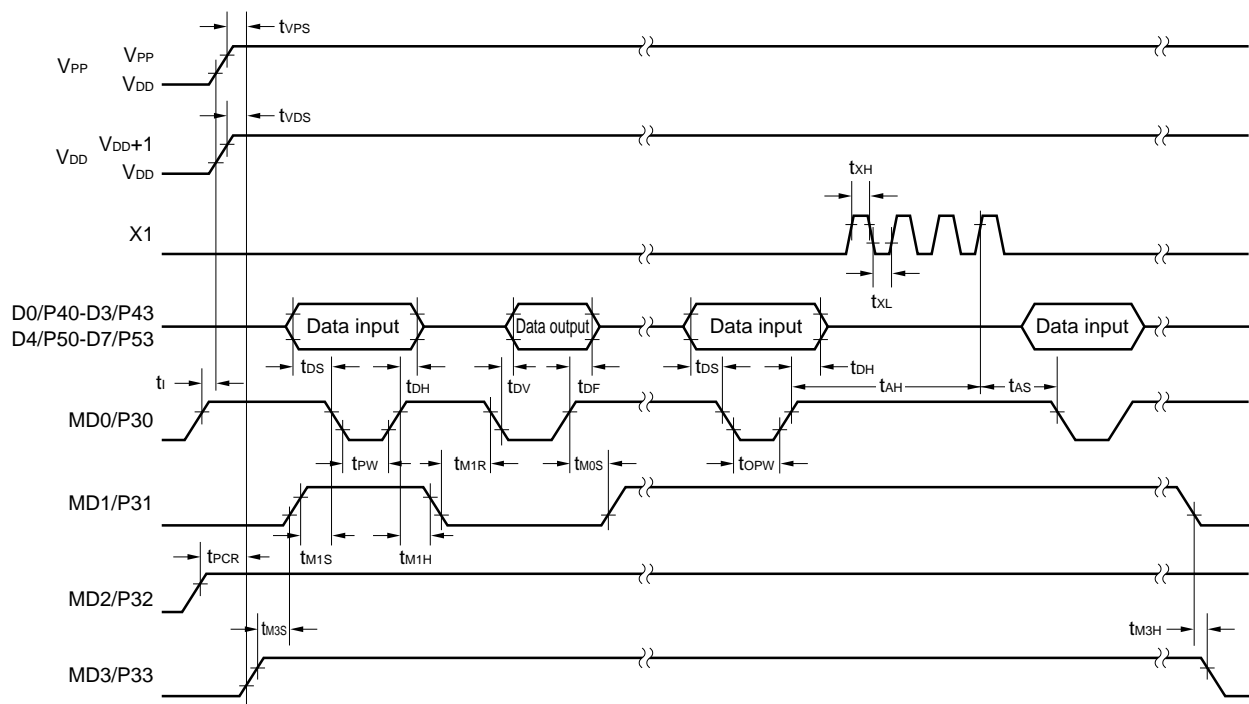 tVPS
VPP VPP
VDD
tVDS
VDD VDD+1
VDD
tXH
X1
tXL
D0/P40-D3/P43
D4/P50-D7/P53
Data input Data output Data input Data input
tI tDS tDH tDV tDF tDS tDH
tAH tAS
MD0/P30
tPW tM1R tM0S tOPW
MD1/P31
tM1S tM1H
tPCR
MD2/P32
tM3S tM3H
MD3/P33